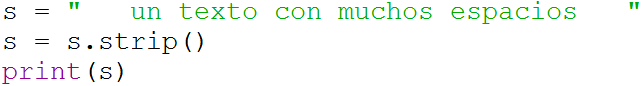 s = "   un texto con muchos espacios   "
s = s.strip()
print(s)